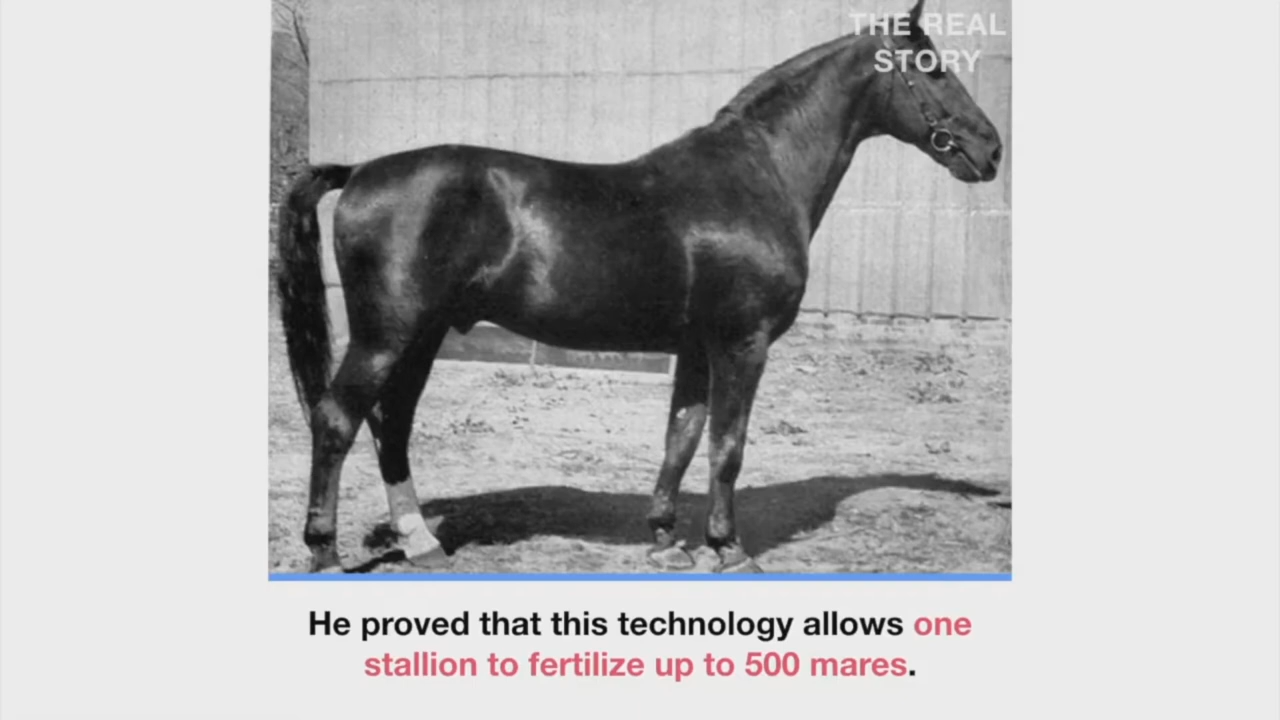 THE REAL
STORY
He proved that this technology allows one
stallion to fertilize up to 500 mares.